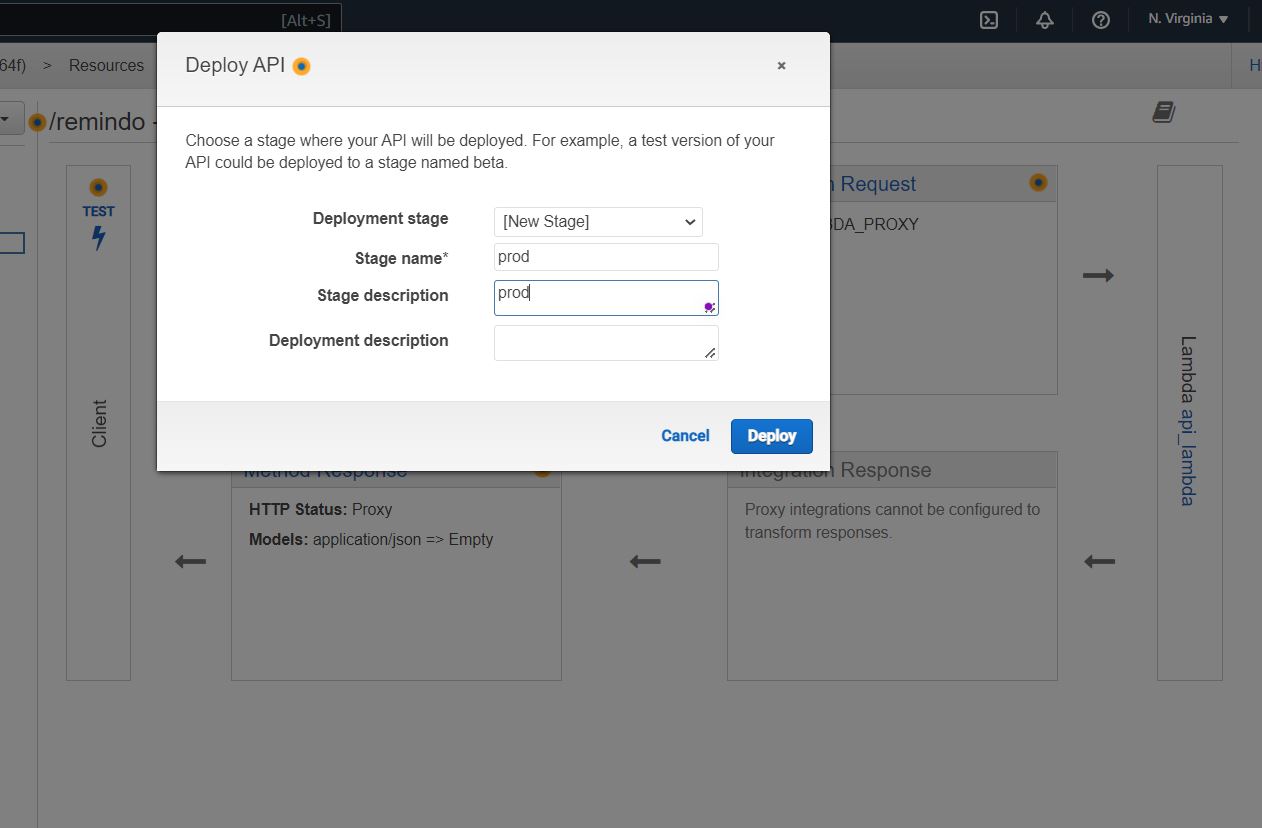 [Alt+S]
N. Virginia
64f) > Resources
/remindo -
Deploy API
×
Choose a stage where your API will be deployed. For example, a test version of your
API could be deployed to a stage named beta.
Deployment stage [New Stage]
Stage name* prod
Stage description prod
Deployment description
Cancel Deploy
TEST
Client
Request
DA_PROXY
Method Response
HTTP Status: Proxy
Models: application/json => Empty
Integration Response
Proxy integrations cannot be configured to
transform responses.
Lambda api_lambda